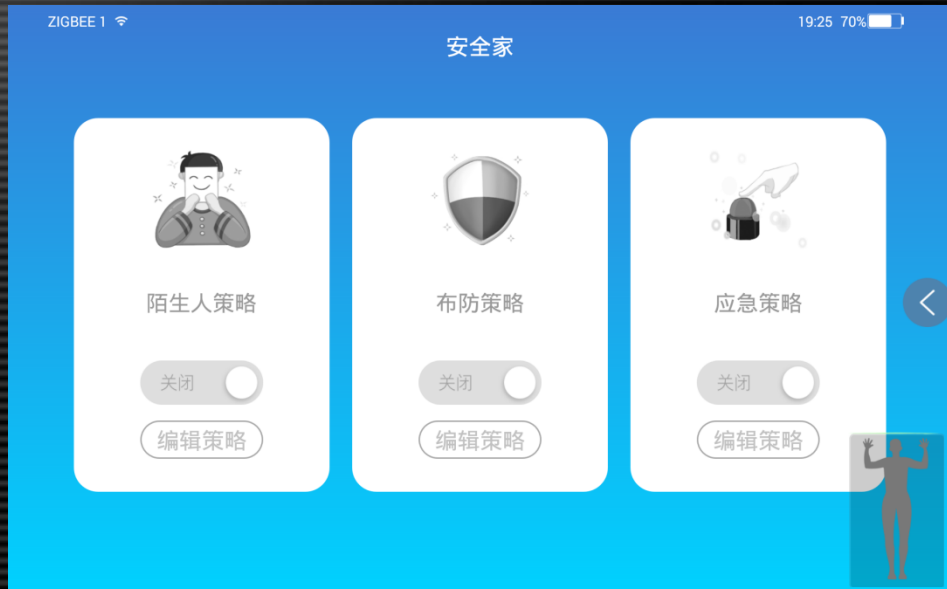 ZIGBEE 1
19:25 70%
安全家
陌生人策略
布防策略
应急策略
关闭
关闭
关闭
编辑策略
编辑策略
编辑策略